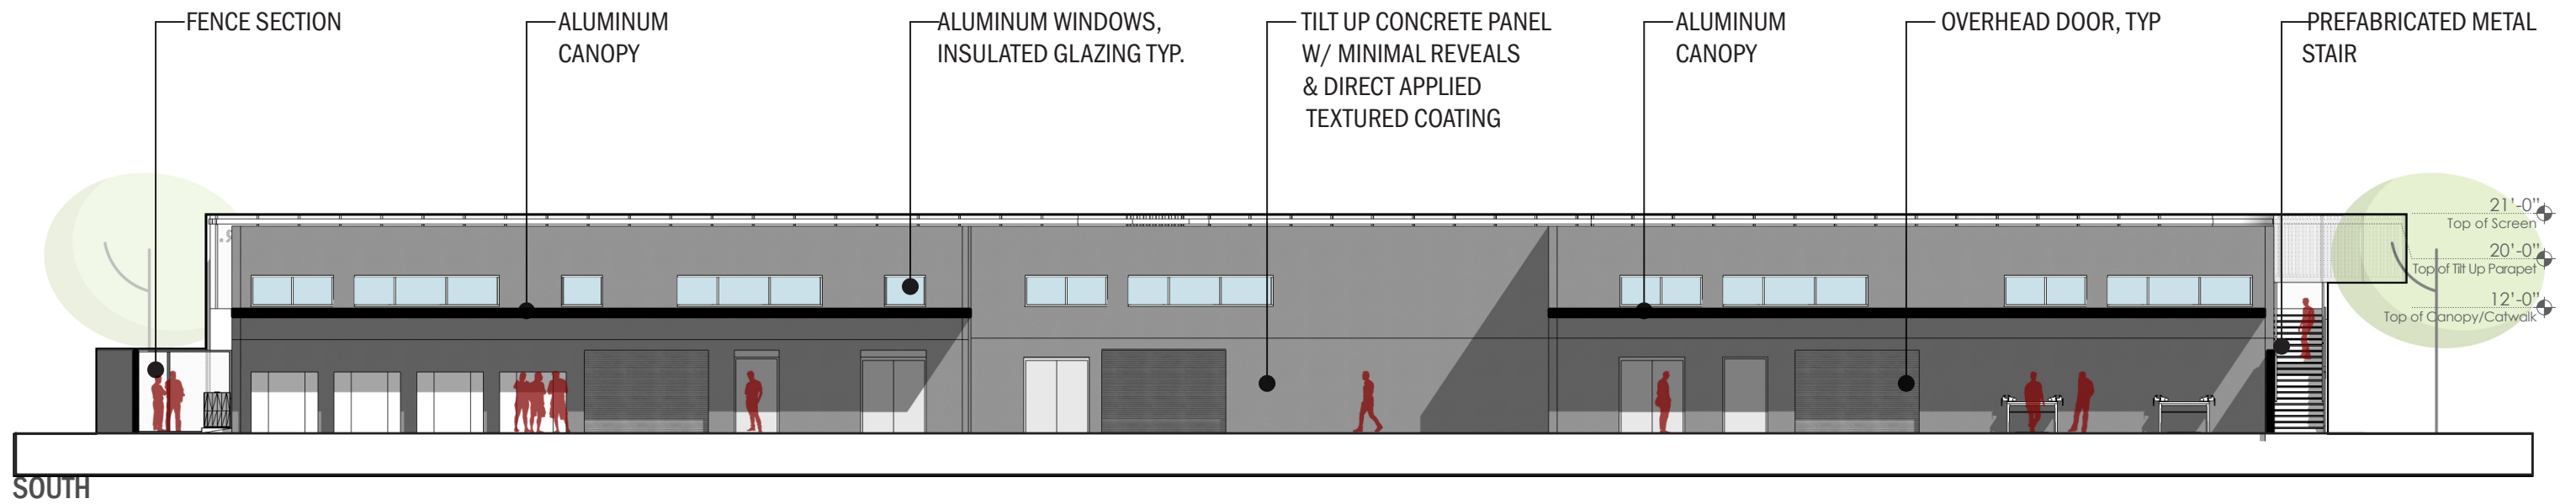 FENCE SECTION
ALUMINUM
CANOPY
ALUMINUM WINDOWS,
INSULATED GLAZING TYP.
TILT UP CONCRETE PANEL
W/ MINIMAL REVEALS
& DIRECT APPLIED
TEXTURED COATING
ALUMINUM
CANOPY
OVERHEAD DOOR, TYP
PREFABRICATED METAL
STAIR
21'-0"
Top of Screen
20'-0"
Top of Tilt Up Parapet
12'-0"
Top of Canopy/Catwalk
SOUTH